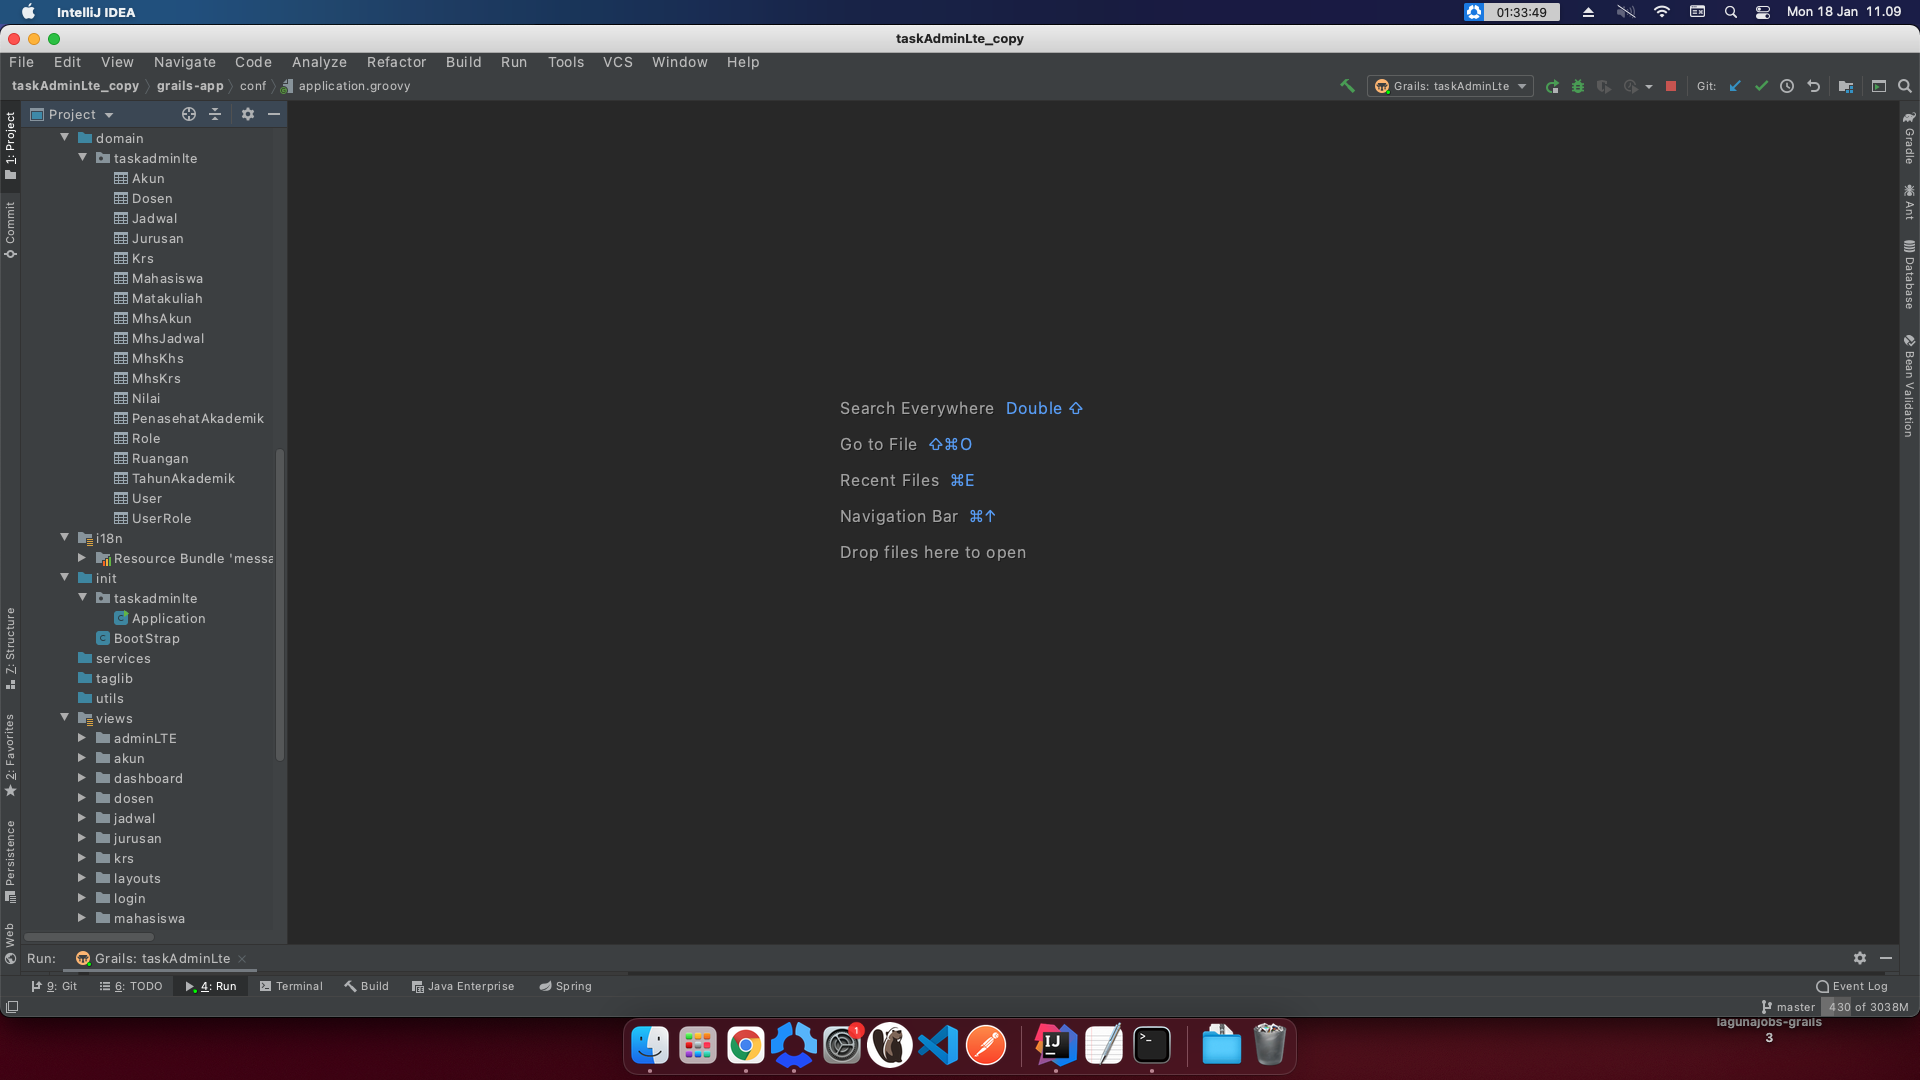 IntelliJ IDEA
01:33:49
Mon 18 Jan 11.09
taskAdminLte_copy
File Edit View Navigate Code Analyze Refactor Build Run Tools VCS Window Help
taskAdminLte_copy grails-app conf application.groovy
Grails: taskAdminLte
Git:
Project
1: Project
Commit
7: Structure
2: Favorites
Persistence
Web
domain
taskadminlte
Akun
Dosen
Jadwal
Jurusan
Krs
Mahasiswa
Matakuliah
MhsAkun
MhsJadwal
MhsKhs
MhsKrs
Nilai
PenasehatAkademik
Role
Ruangan
TahunAkademik
User
UserRole
i18n
Resource Bundle 'messa
init
taskadminlte
Application
BootStrap
services
taglib
utils
views
adminLTE
akun
dashboard
dosen
jadwal
jurusan
krs
layouts
login
mahasiswa
Search Everywhere Double ⇧
Go to File ⇧⌘O
Recent Files ⌘E
Navigation Bar ⌘↑
Drop files here to open
Gradle
Ant
Database
Bean Validation
Run: Grails: taskAdminLte
9: Git 6: TODO 4: Run Terminal Build Java Enterprise Spring
Event Log
master 430 of 3038M
lagunajobs-grails
3
1
IJ
>_